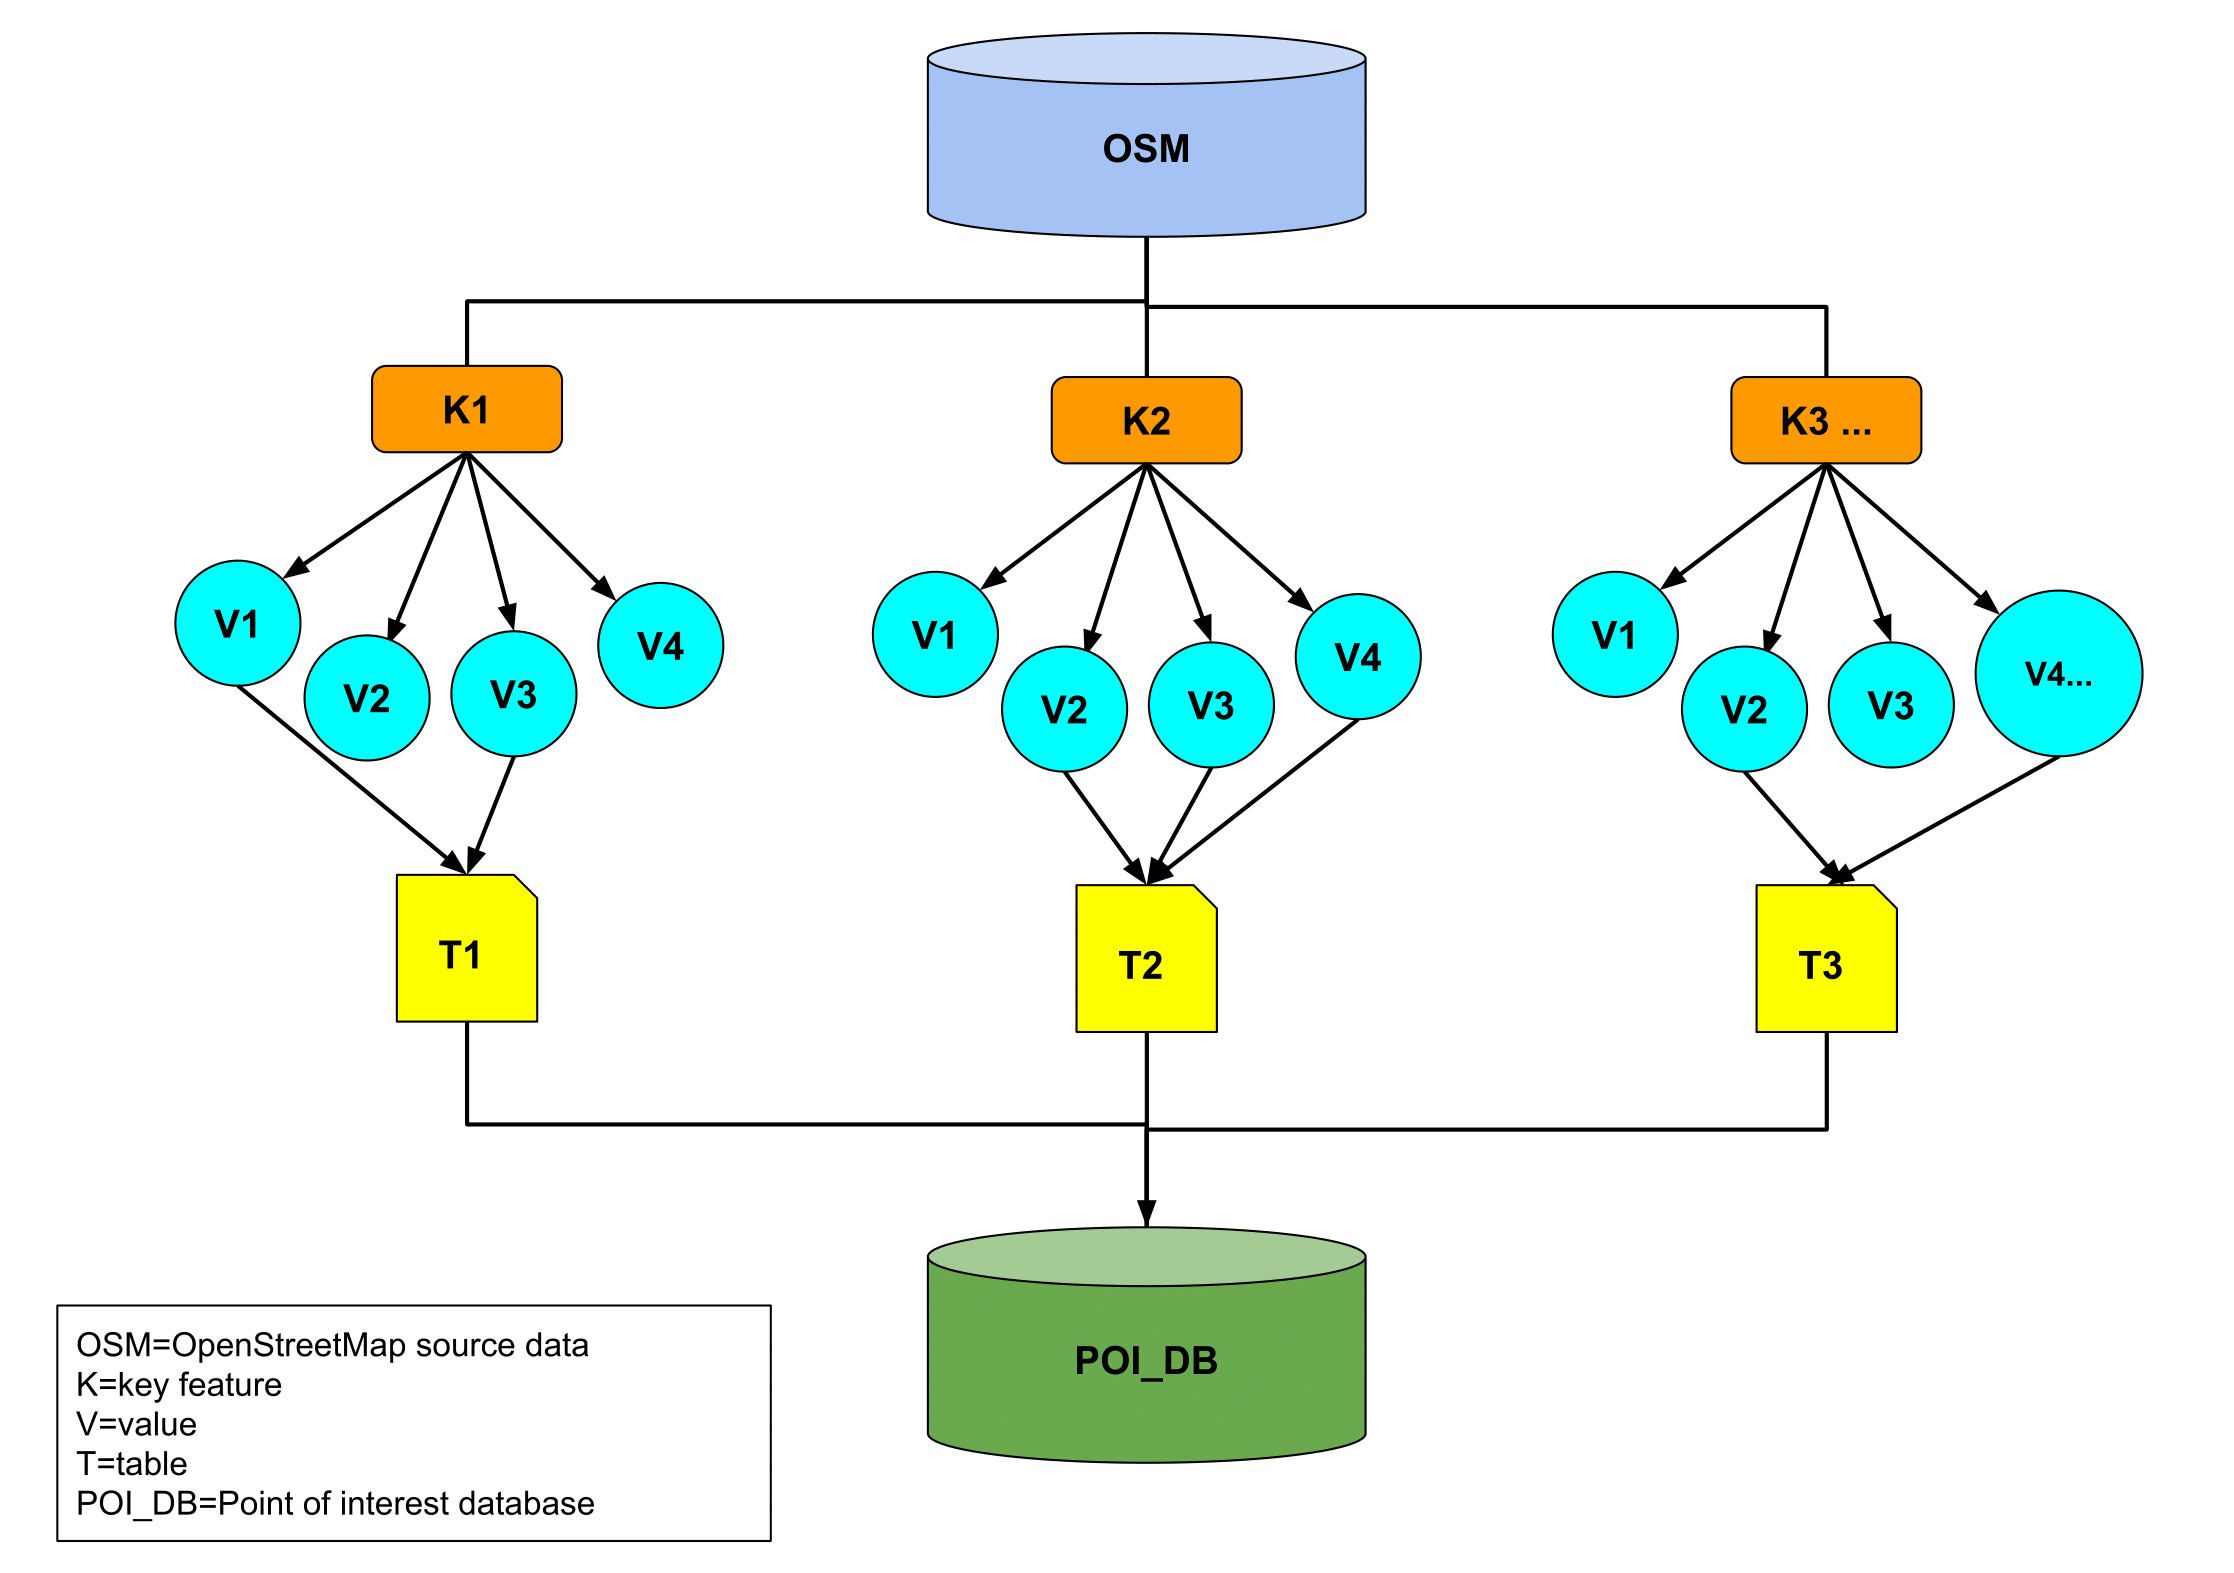 OSM
K1
K2
K3 ...
V1
V2
V3
V4
V1
V2
V3
V4
V1
V2
V3
V4...
T1
T2
T3
POI_DB
OSM=OpenStreetMap source data
K=key feature
V=value
T=table
POI_DB=Point of interest database